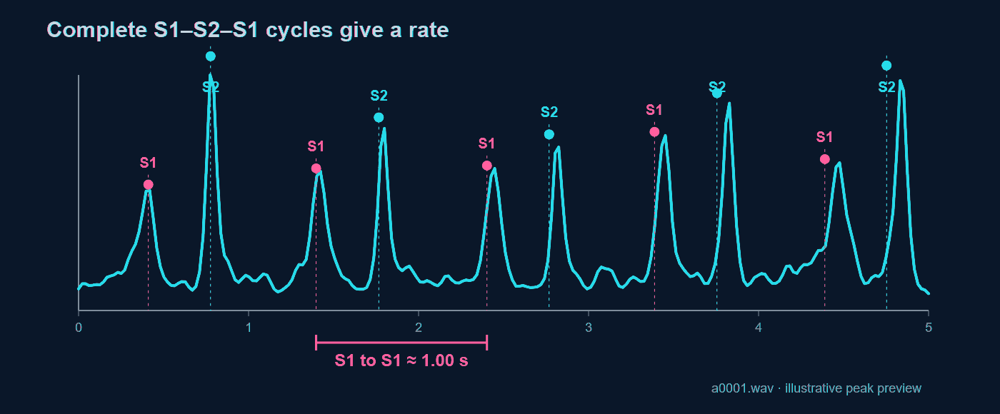 Complete S1–S2–S1 cycles give a rate
S2
S2
S2
S2
S2
S1
S1
S1
S1
S1
0 1 2 3 4 5
S1 to S1 ≈ 1.00 s
a0001.wav · illustrative peak preview